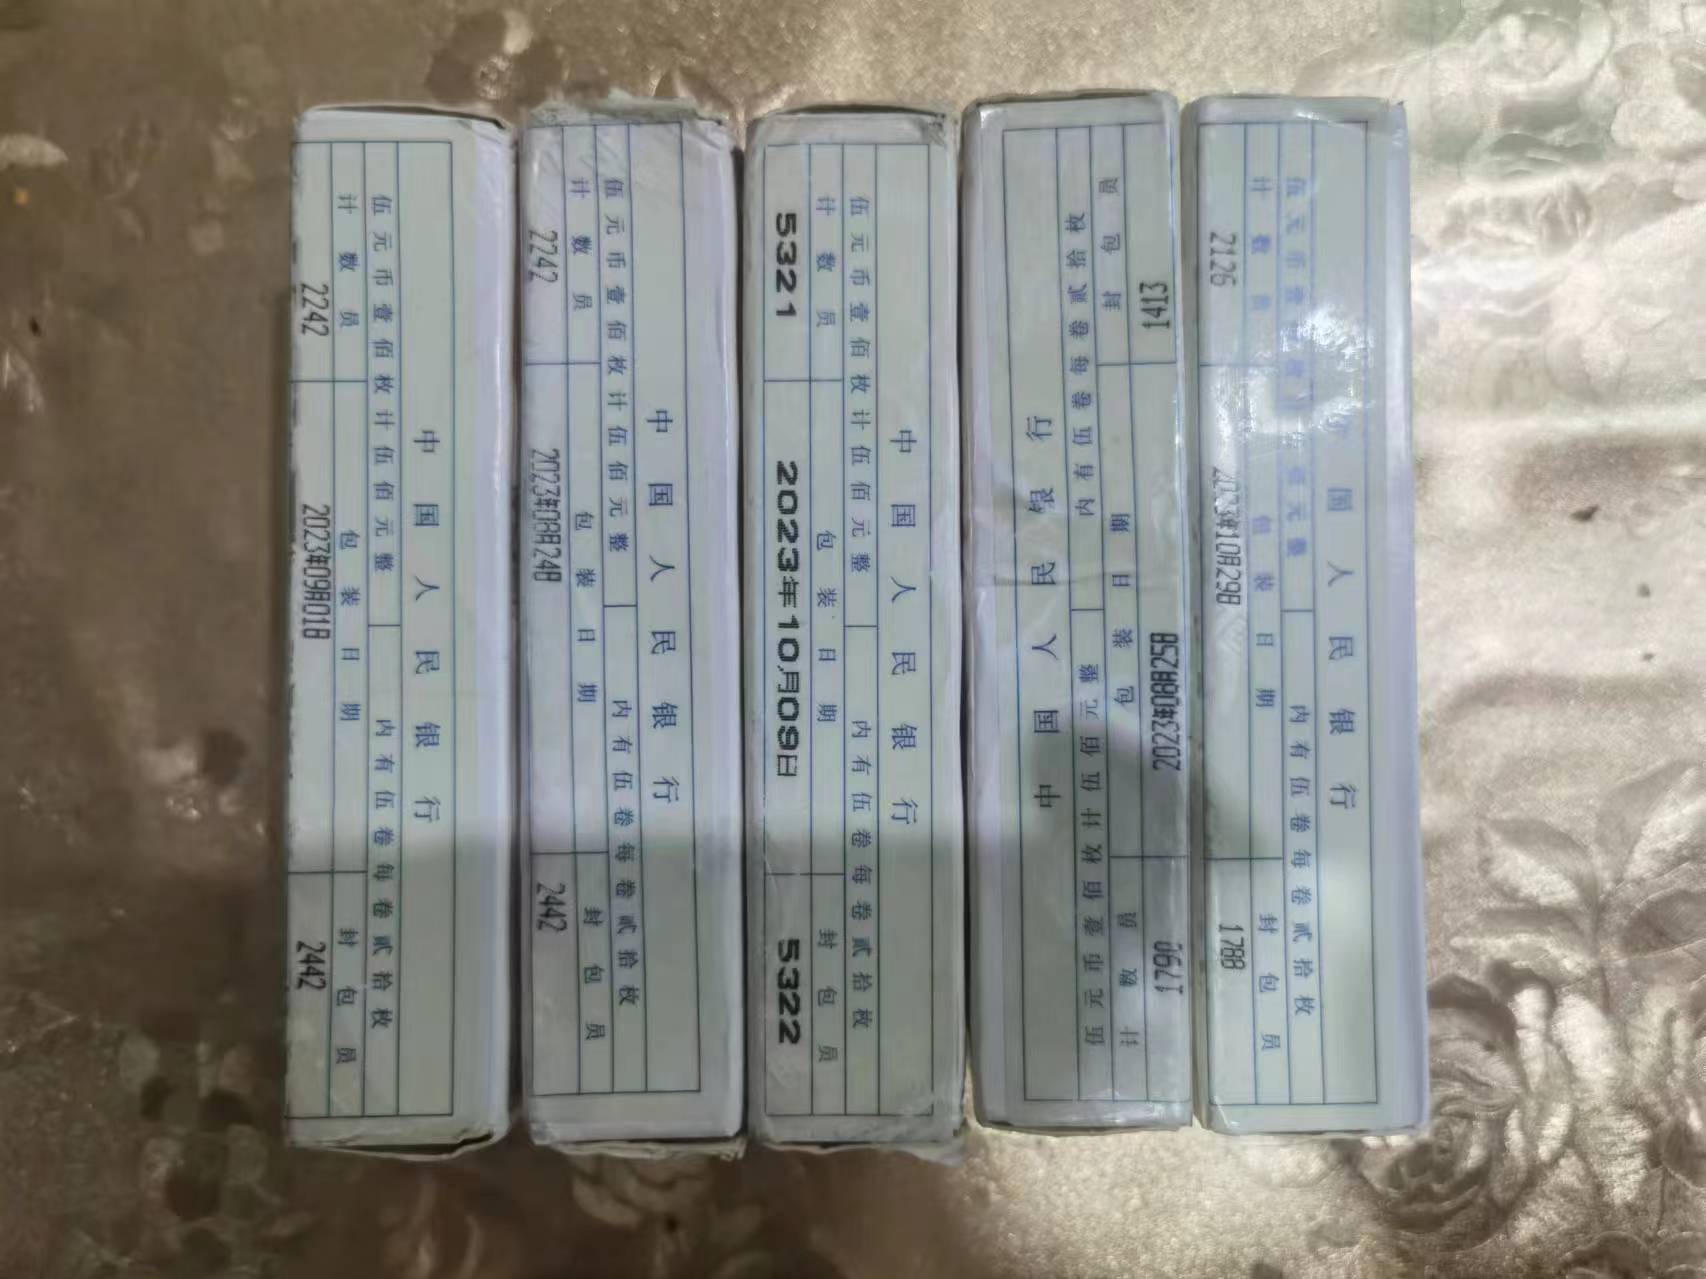 中国人民银行
伍元币壹佰枚计伍佰元整 内有伍卷每卷贰拾枚
计数员 包装日期 封包员
2242 2023年09月01日 2442
中国人民银行
伍元币壹佰枚计伍佰元整 内有伍卷每卷贰拾枚
计数员 包装日期 封包员
2242 2023年08月24日 2442
中国人民银行
伍元币壹佰枚计伍佰元整 内有伍卷每卷贰拾枚
计数员 包装日期 封包员
5321 2023年10月09日 5322
中国人民银行
伍元币壹佰枚计伍佰元整 内有伍卷每卷贰拾枚
计数员 包装日期 封包员
1790 2023年08月25日 1413
国人民银行
伍元币 佰元整 内有伍卷每卷贰拾枚
计数员 包装日期 封包员
2126 2023年10月29日 1788